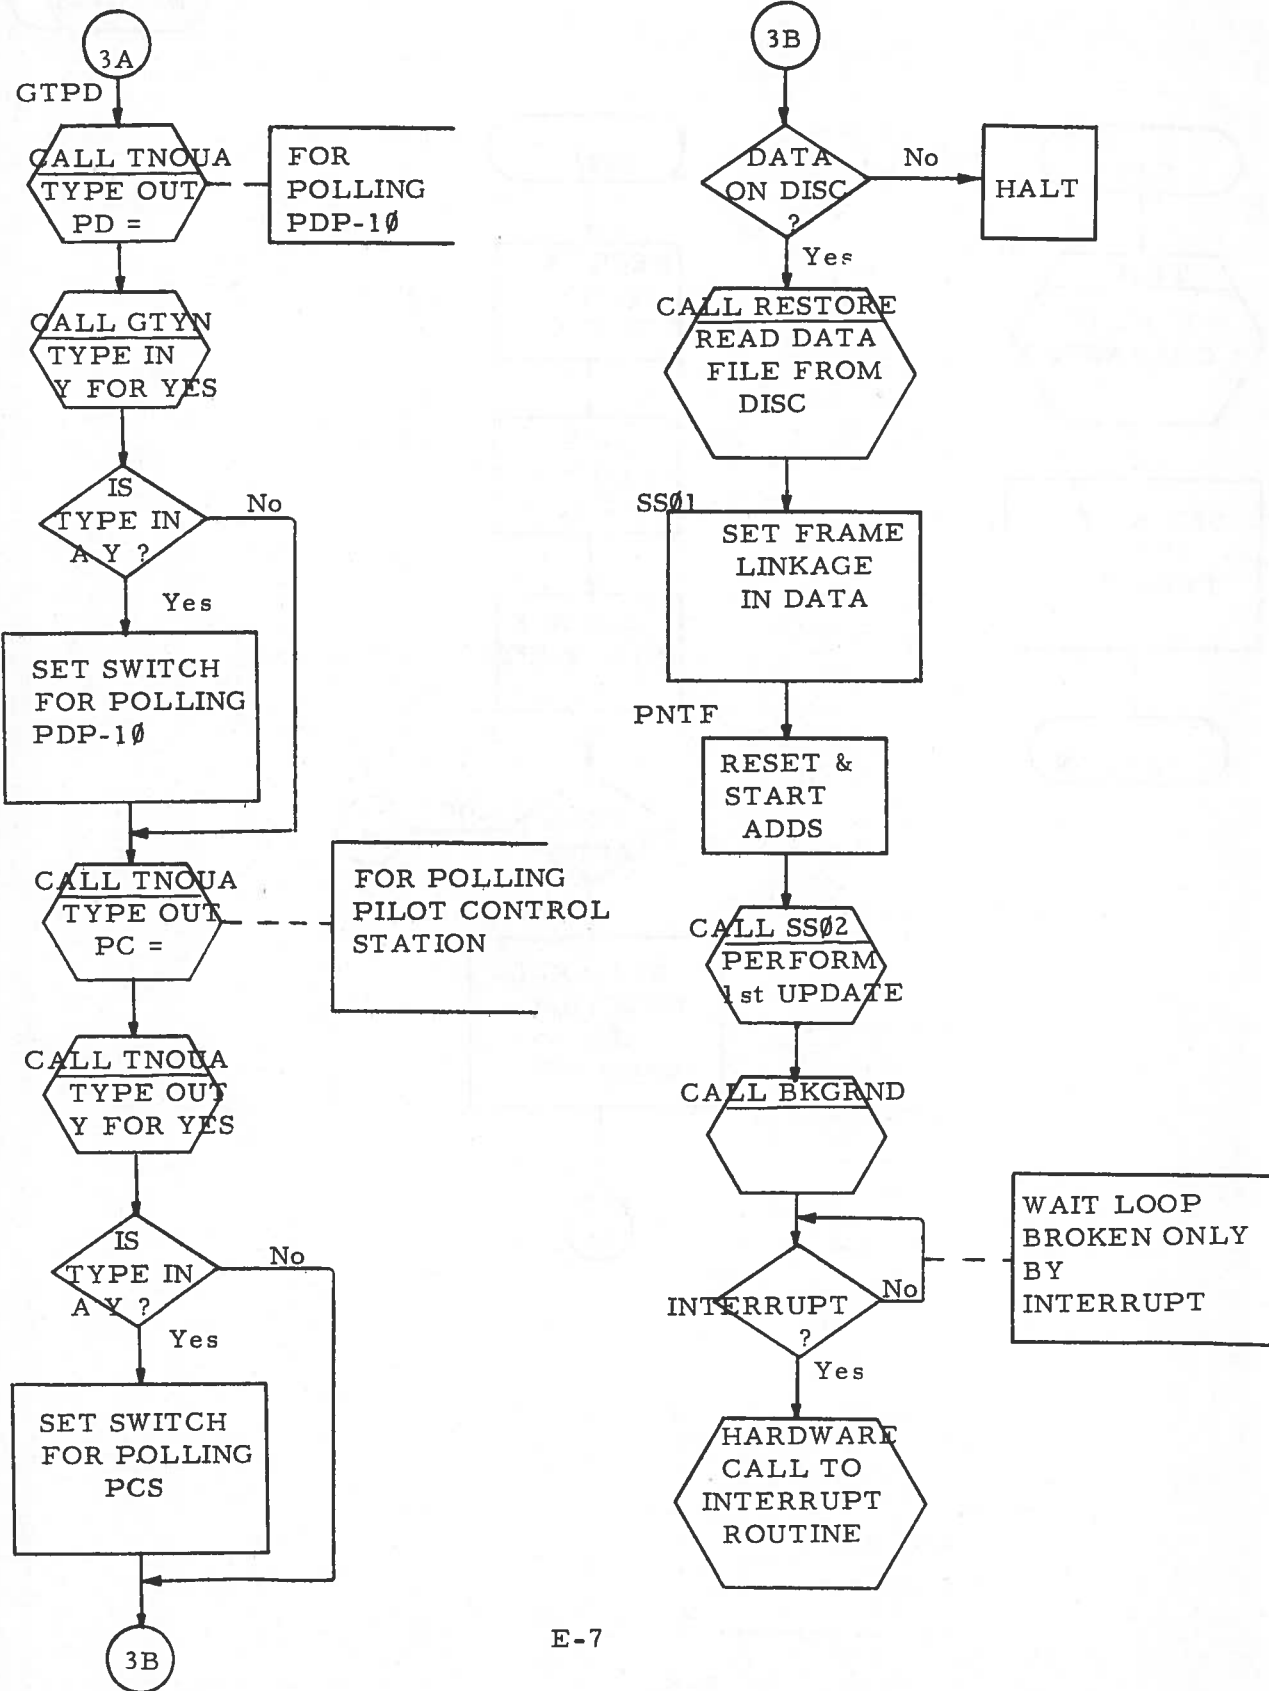 3A
GTPD
CALL TNOUA
TYPE OUT
PD =
FOR
POLLING
PDP-1Ø
CALL GTYN
TYPE IN
Y FOR YES
IS
TYPE IN
A Y ?
No
Yes
SET SWITCH
FOR POLLING
PDP-1Ø
CALL TNOUA
TYPE OUT
PC =
FOR POLLING
PILOT CONTROL
STATION
CALL TNOUA
TYPE OUT
Y FOR YES
IS
TYPE IN
A Y ?
No
Yes
SET SWITCH
FOR POLLING
PCS
3B
3B
DATA
ON DISC
?
No
HALT
Yes
CALL RESTORE
READ DATA
FILE FROM
DISC
SSØ1
SET FRAME
LINKAGE
IN DATA
PNTF
RESET &
START
ADDS
CALL SSØ2
PERFORM
1st UPDATE
CALL BKGRND
WAIT LOOP
BROKEN ONLY
BY
INTERRUPT
INTERRUPT
?
No
Yes
HARDWARE
CALL TO
INTERRUPT
ROUTINE
E-7